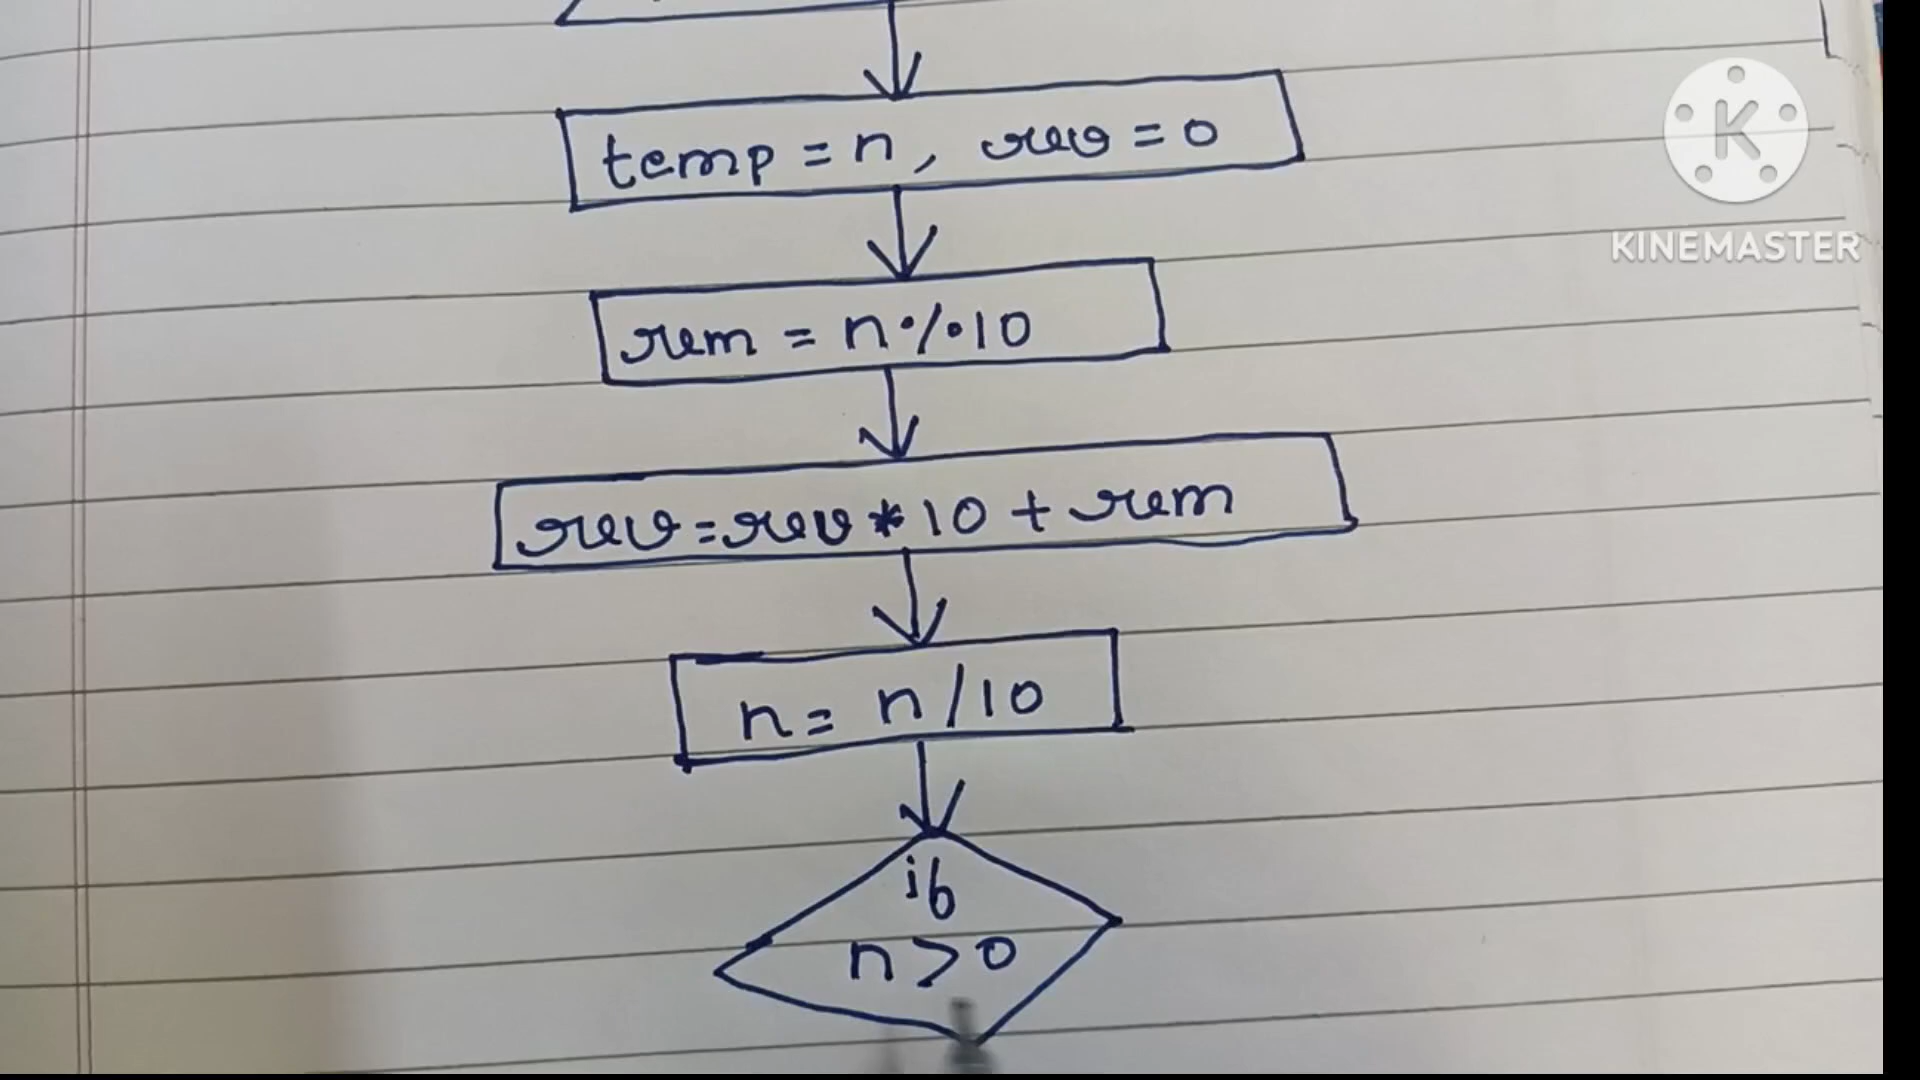 temp = n, rev = 0
K
KINEMASTER
rem = n % 10
rev = rev * 10 + rem
n = n / 10
if
n > 0